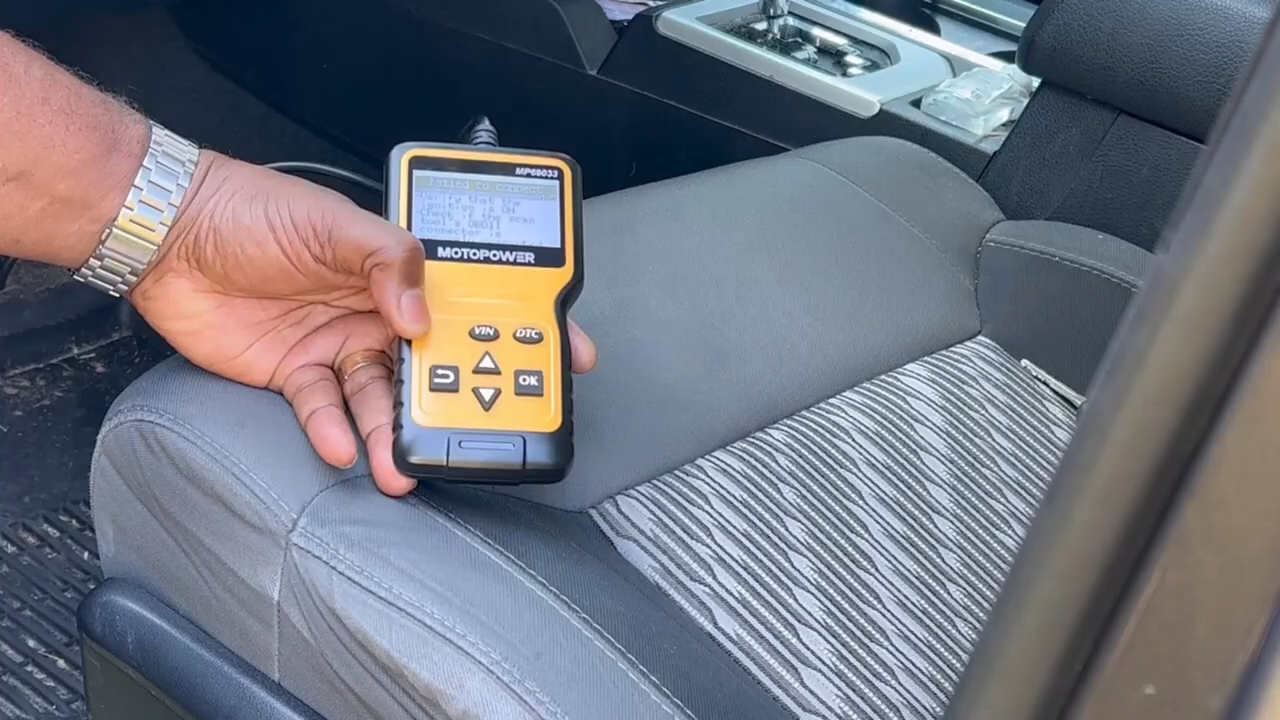 MP69033
Failed to connect
Verify that the
ignition is ON
Check if the scan
tool's OBDII
connector is
MOTOPOWER
VIN
DTC
OK